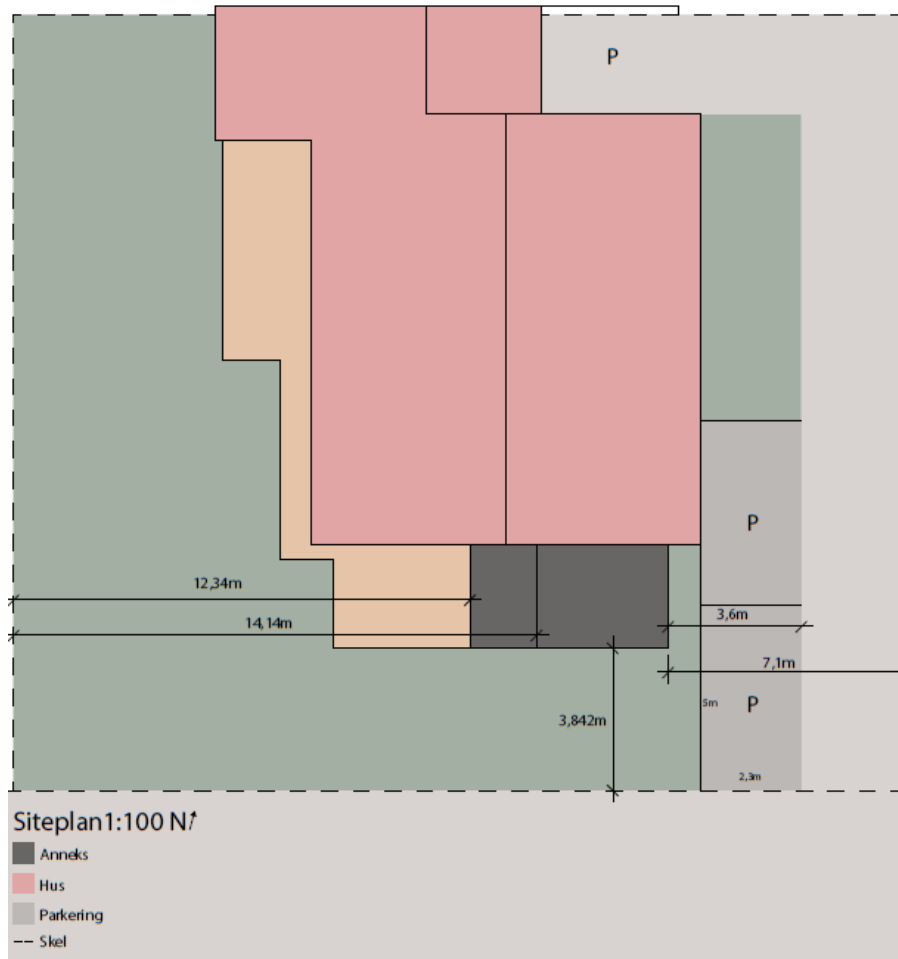 P
P
12,34m
3,6m
14,14m
7,1m
5m
P
3,842m
2,3m
Siteplan1:100 N
Anneks
Hus
Parkering
Skel